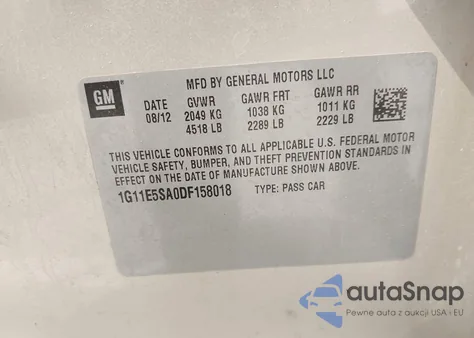 GM
MFD BY GENERAL MOTORS LLC
DATE GVWR GAWR FRT GAWR RR
08/12 2049 KG 1038 KG 1011 KG
4518 LB 2289 LB 2229 LB
THIS VEHICLE CONFORMS TO ALL APPLICABLE U.S. FEDERAL MOTOR
VEHICLE SAFETY, BUMPER, AND THEFT PREVENTION STANDARDS IN
EFFECT ON THE DATE OF MANUFACTURE SHOWN ABOVE.
1G11E5SA0DF158018 TYPE: PASS CAR
autaSnap
Pewne auta z aukcji USA i EU